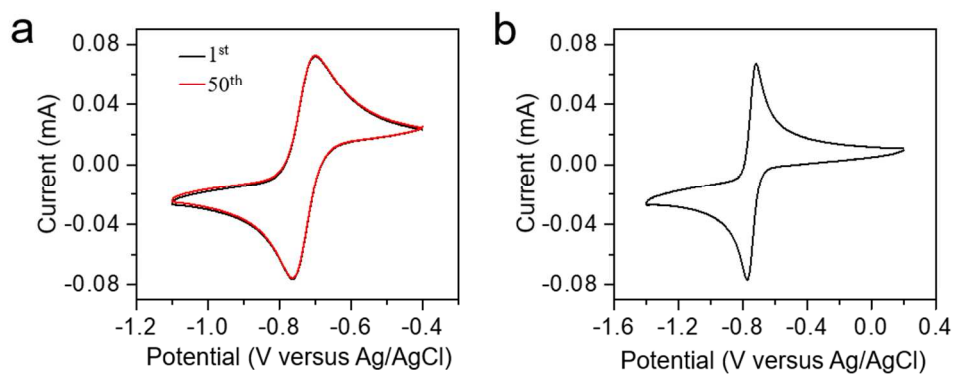 a
1st
50th
0.08
0.04
0.00
-0.04
-0.08
Current (mA)
-1.2 -1.0 -0.8 -0.6 -0.4
Potential (V versus Ag/AgCl)
b
0.08
0.04
0.00
-0.04
-0.08
Current (mA)
-1.6 -1.2 -0.8 -0.4 0.0 0.4
Potential (V versus Ag/AgCl)